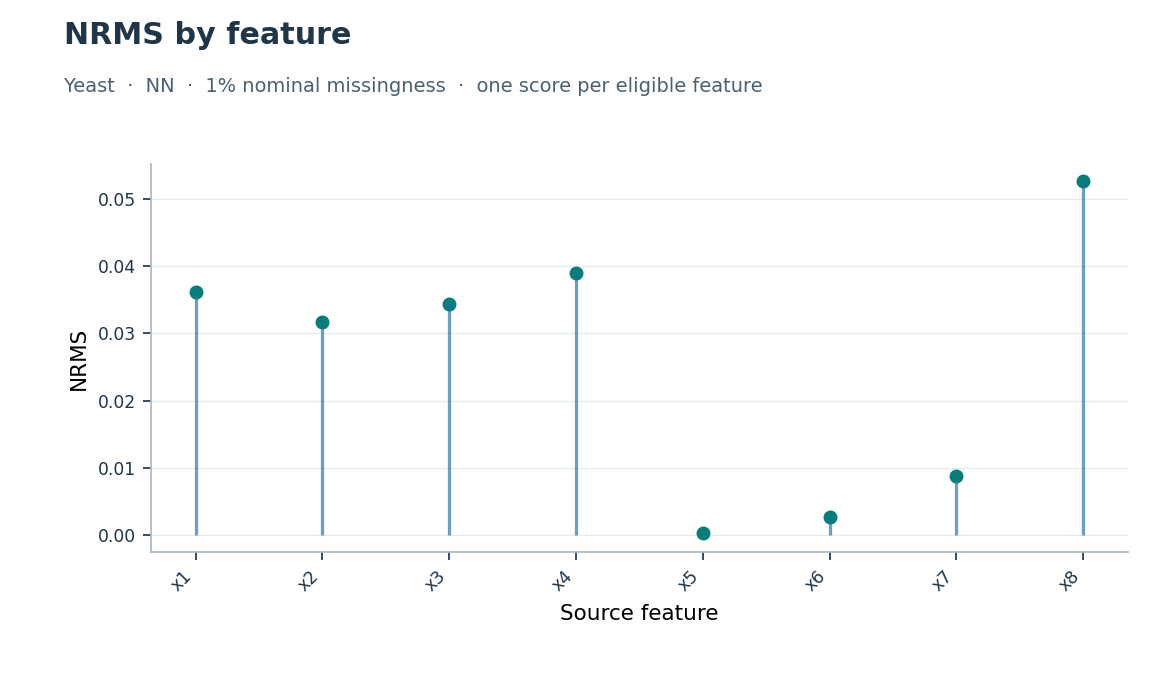 NRMS by feature
Yeast · NN · 1% nominal missingness · one score per eligible feature
NRMS
0.05
0.04
0.03
0.02
0.01
0.00
x1 x2 x3 x4 x5 x6 x7 x8
Source feature